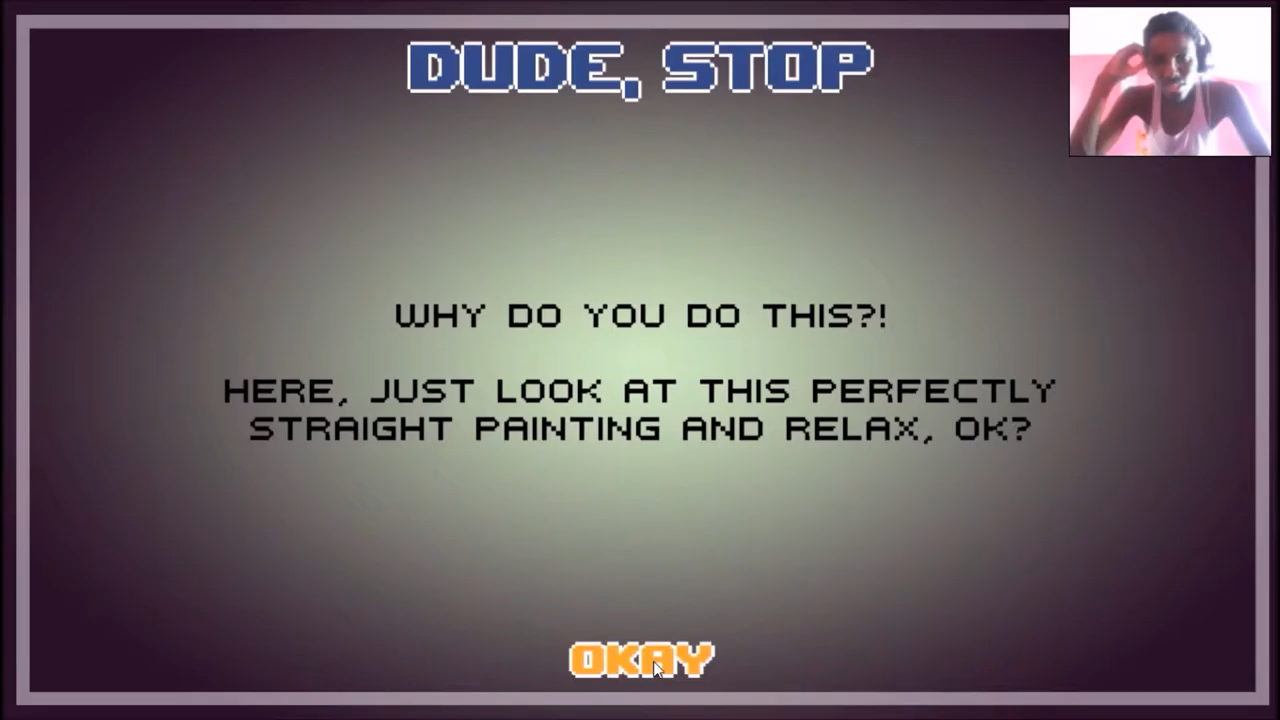 DUDE, STOP
WHY DO YOU DO THIS?!
HERE, JUST LOOK AT THIS PERFECTLY
STRAIGHT PAINTING AND RELAX, OK?
OKAY